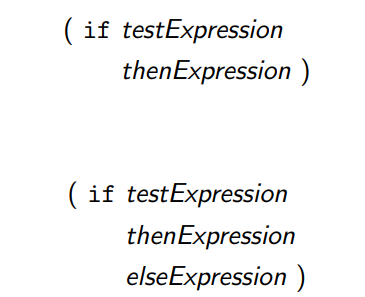 ( if testExpression
thenExpression )
( if testExpression
thenExpression
elseExpression )